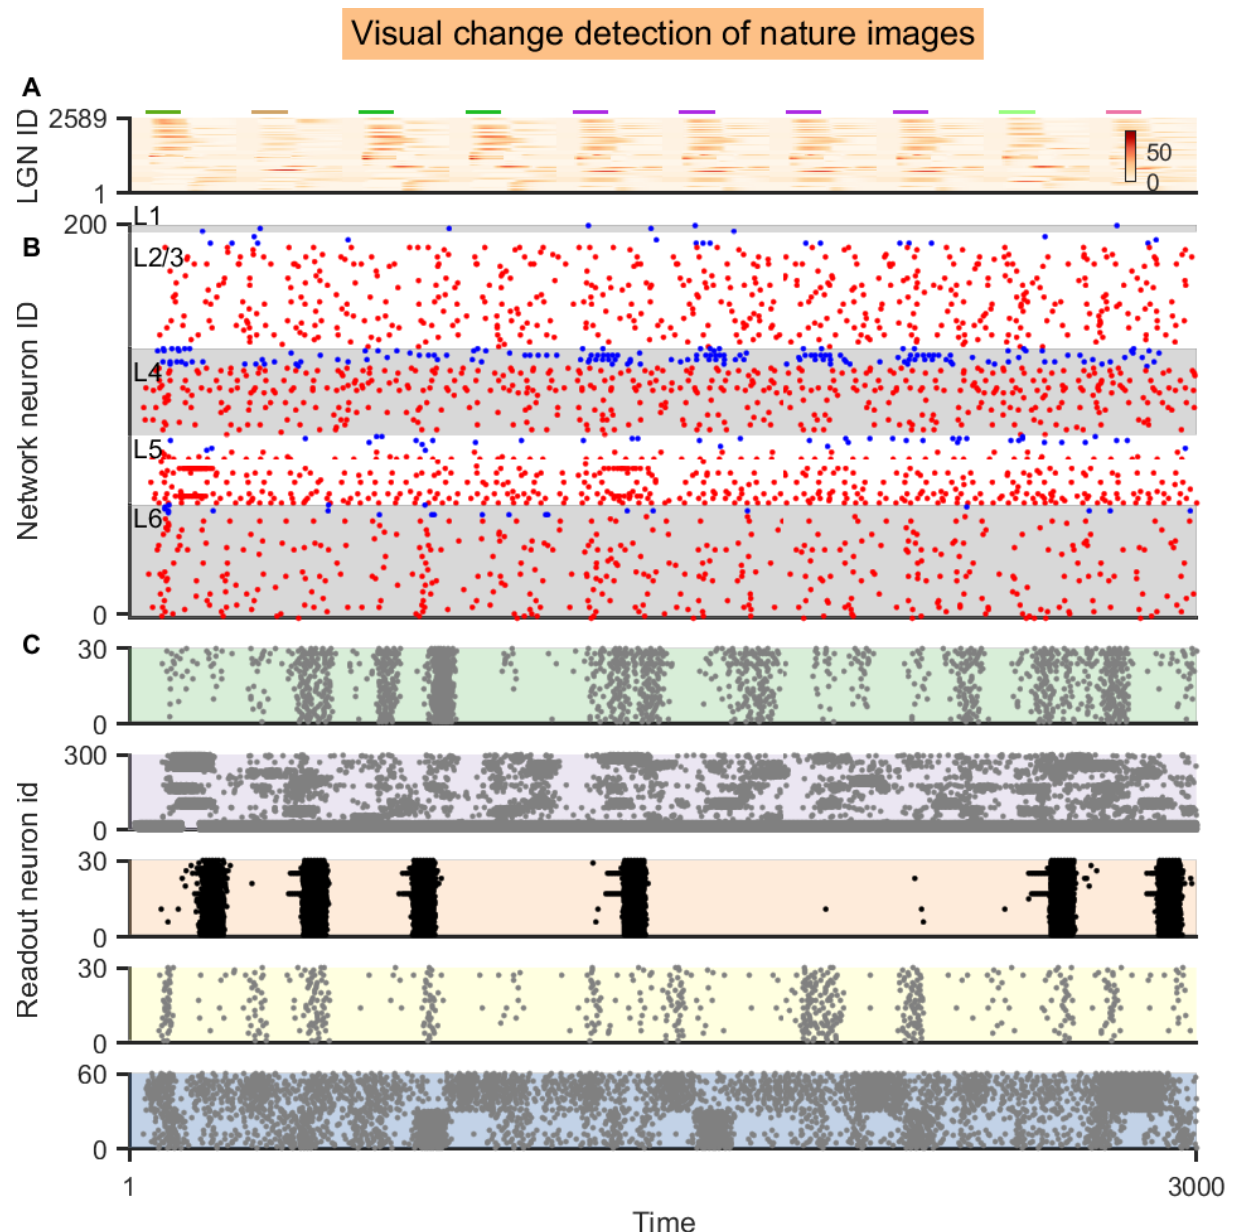 Visual change detection of nature images
A
LGN ID
2589
1
50
0
B
Network neuron ID
200
0
L1
L2/3
L4
L5
L6
C
Readout neuron id
30
0
300
0
30
0
30
0
60
0
1
3000
Time